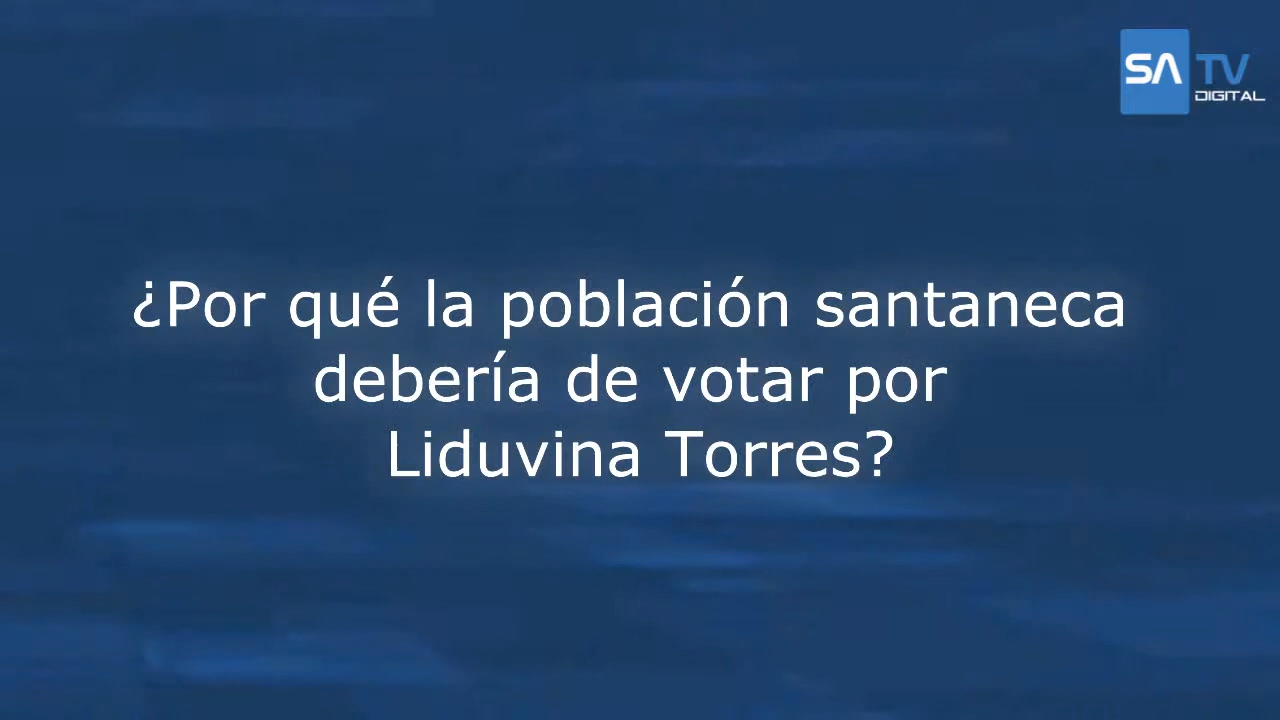 SA TV
DIGITAL
¿Por qué la población santaneca
debería de votar por
Liduvina Torres?